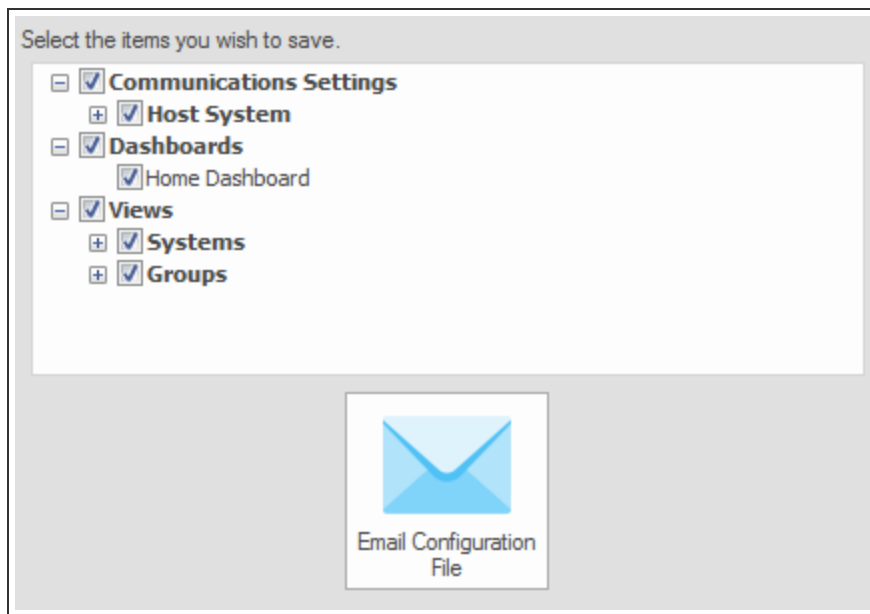 Select the items you wish to save.
Communications Settings
Host System
Dashboards
Home Dashboard
Views
Systems
Groups
Email Configuration
File